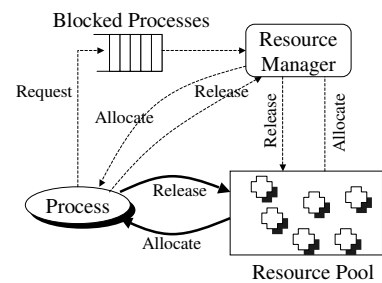 Blocked Processes
Resource
Manager
Request
Allocate
Release
Release
Allocate
Process
Release
Allocate
Resource Pool